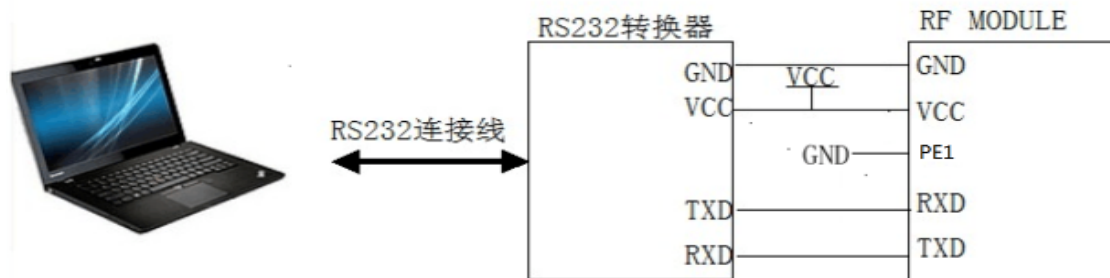 RS232转换器
RF MODULE
GND
VCC
GND
VCC
VCC
RS232连接线
GND
PE1
TXD
RXD
RXD
TXD